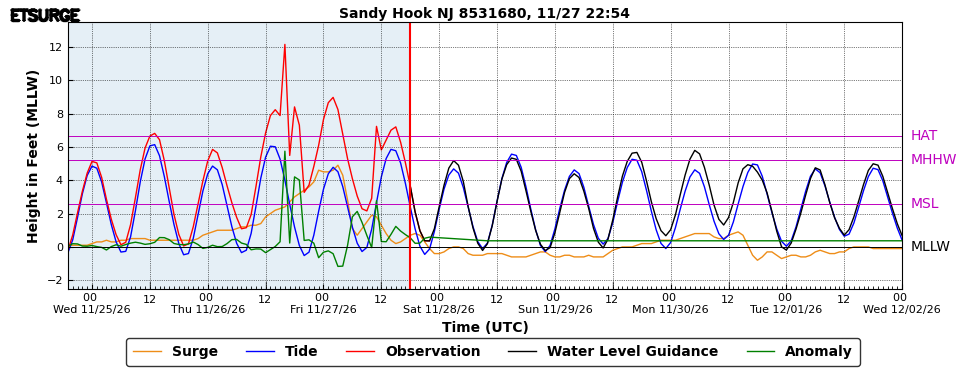 ETSURGE
Sandy Hook NJ 8531680, 11/27 22:54
Height in Feet (MLLW)
12
10
8
6
4
2
0
−2
HAT
MHHW
MSL
MLLW
00 12 00 12 00 12 00 12 00 12 00 12 00 12 00
Wed 11/25/26 Thu 11/26/26 Fri 11/27/26 Sat 11/28/26 Sun 11/29/26 Mon 11/30/26 Tue 12/01/26 Wed 12/02/26
Time (UTC)
Surge Tide Observation Water Level Guidance Anomaly